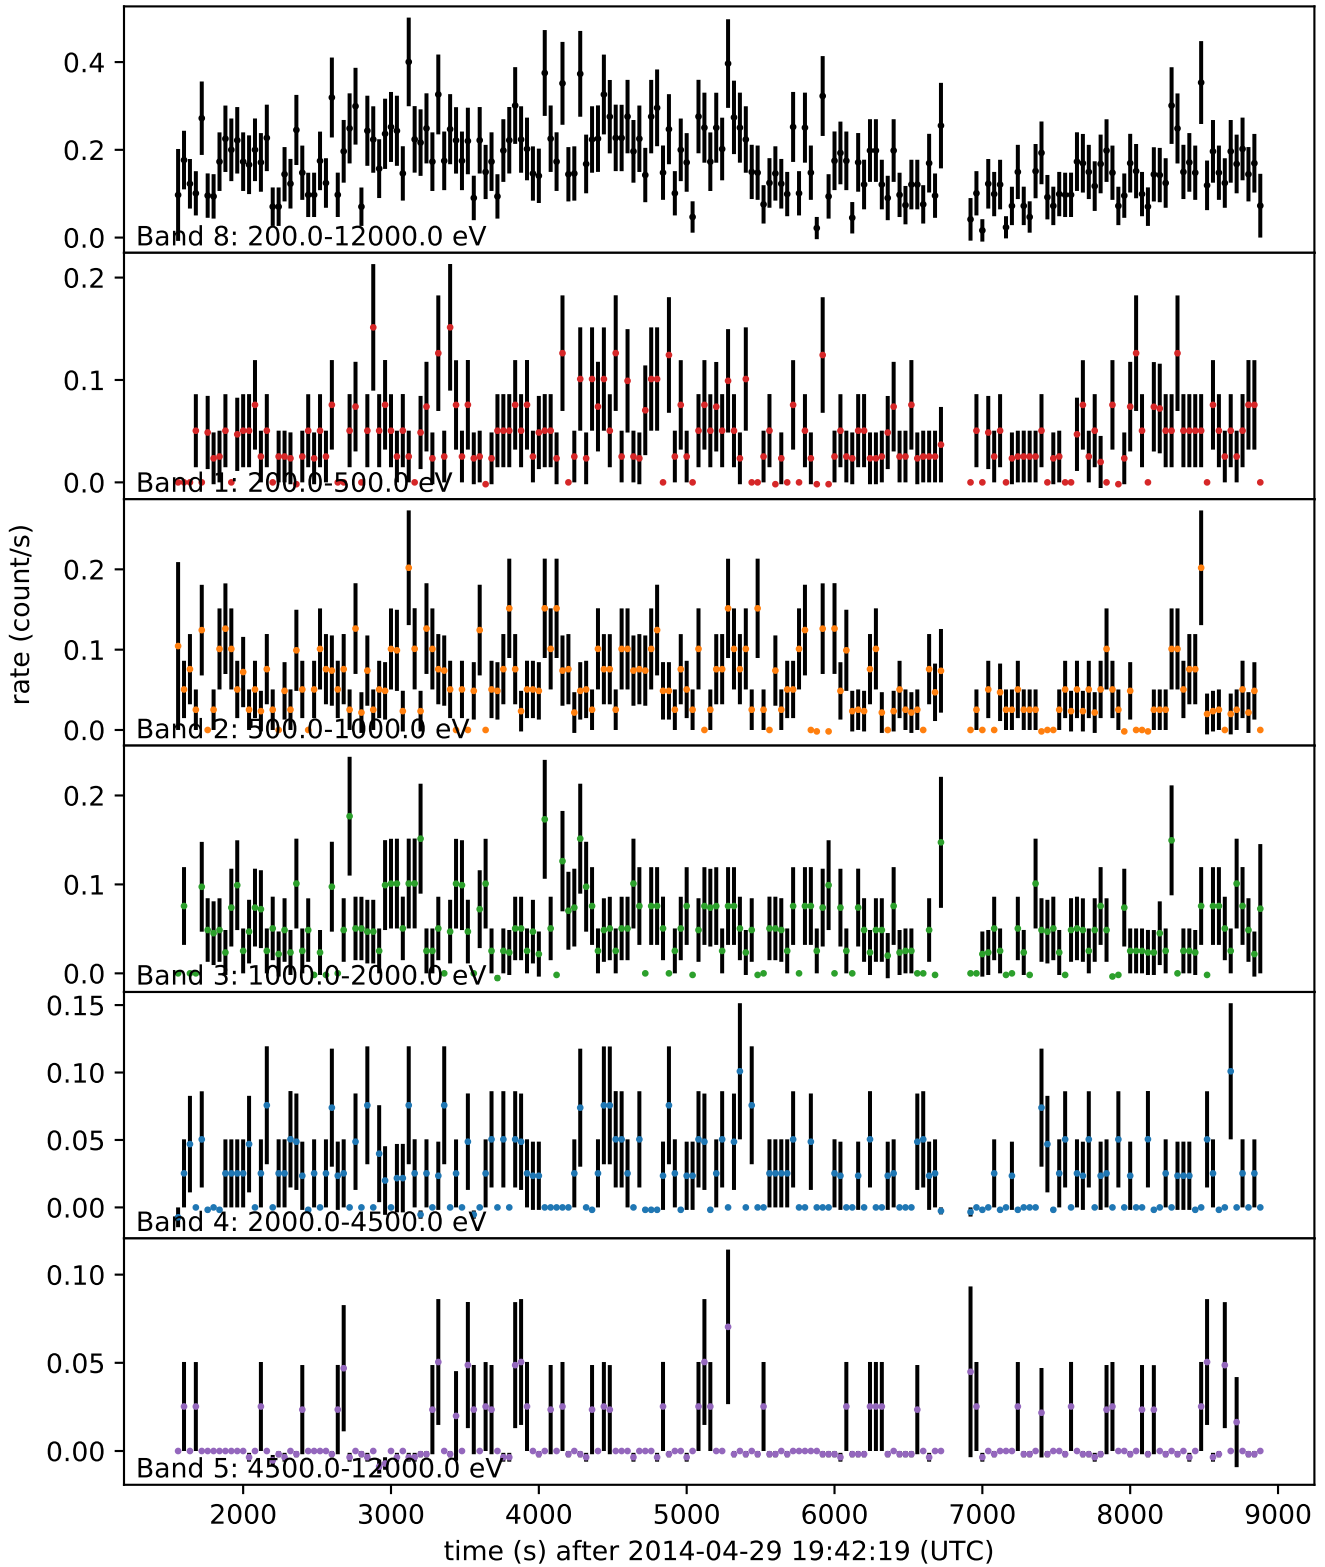 0.4
0.2
0.0
Band 8: 200.0-12000.0 eV
0.2
0.1
0.0
Band 1: 200.0-500.0 eV
0.2
0.1
0.0
Band 2: 500.0-1000.0 eV
rate (count/s)
0.2
0.1
0.0
Band 3: 1000.0-2000.0 eV
0.15
0.10
0.05
0.00
Band 4: 2000.0-4500.0 eV
0.10
0.05
0.00
Band 5: 4500.0-12000.0 eV
2000 3000 4000 5000 6000 7000 8000 9000
time (s) after 2014-04-29 19:42:19 (UTC)